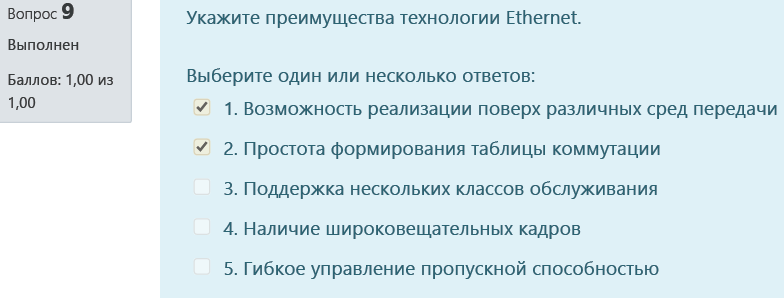 Вопрос 9
Выполнен
Баллов: 1,00 из
1,00
Укажите преимущества технологии Ethernet.
Выберите один или несколько ответов:
1. Возможность реализации поверх различных сред передачи
2. Простота формирования таблицы коммутации
3. Поддержка нескольких классов обслуживания
4. Наличие широковещательных кадров
5. Гибкое управление пропускной способностью